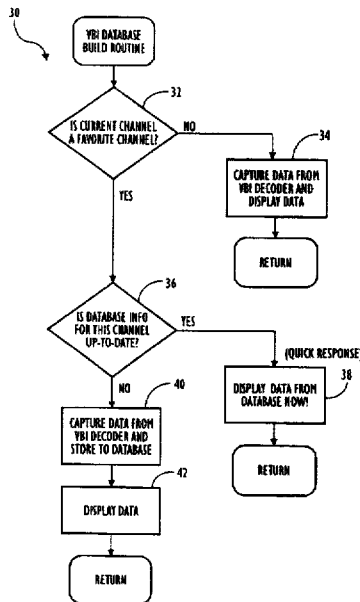 30
VBI DATABASE
BUILD ROUTINE
32
IS CURRENT CHANNEL
A FAVORITE CHANNEL?
NO
34
CAPTURE DATA FROM
VBI DECODER AND
DISPLAY DATA
YES
RETURN
36
IS DATABASE INFO
FOR THIS CHANNEL
UP-TO-DATE?
YES
(QUICK RESPONSE)
38
DISPLAY DATA FROM
DATABASE NOW!
NO
40
CAPTURE DATA FROM
VBI DECODER AND
STORE TO DATABASE
RETURN
42
DISPLAY DATA
RETURN